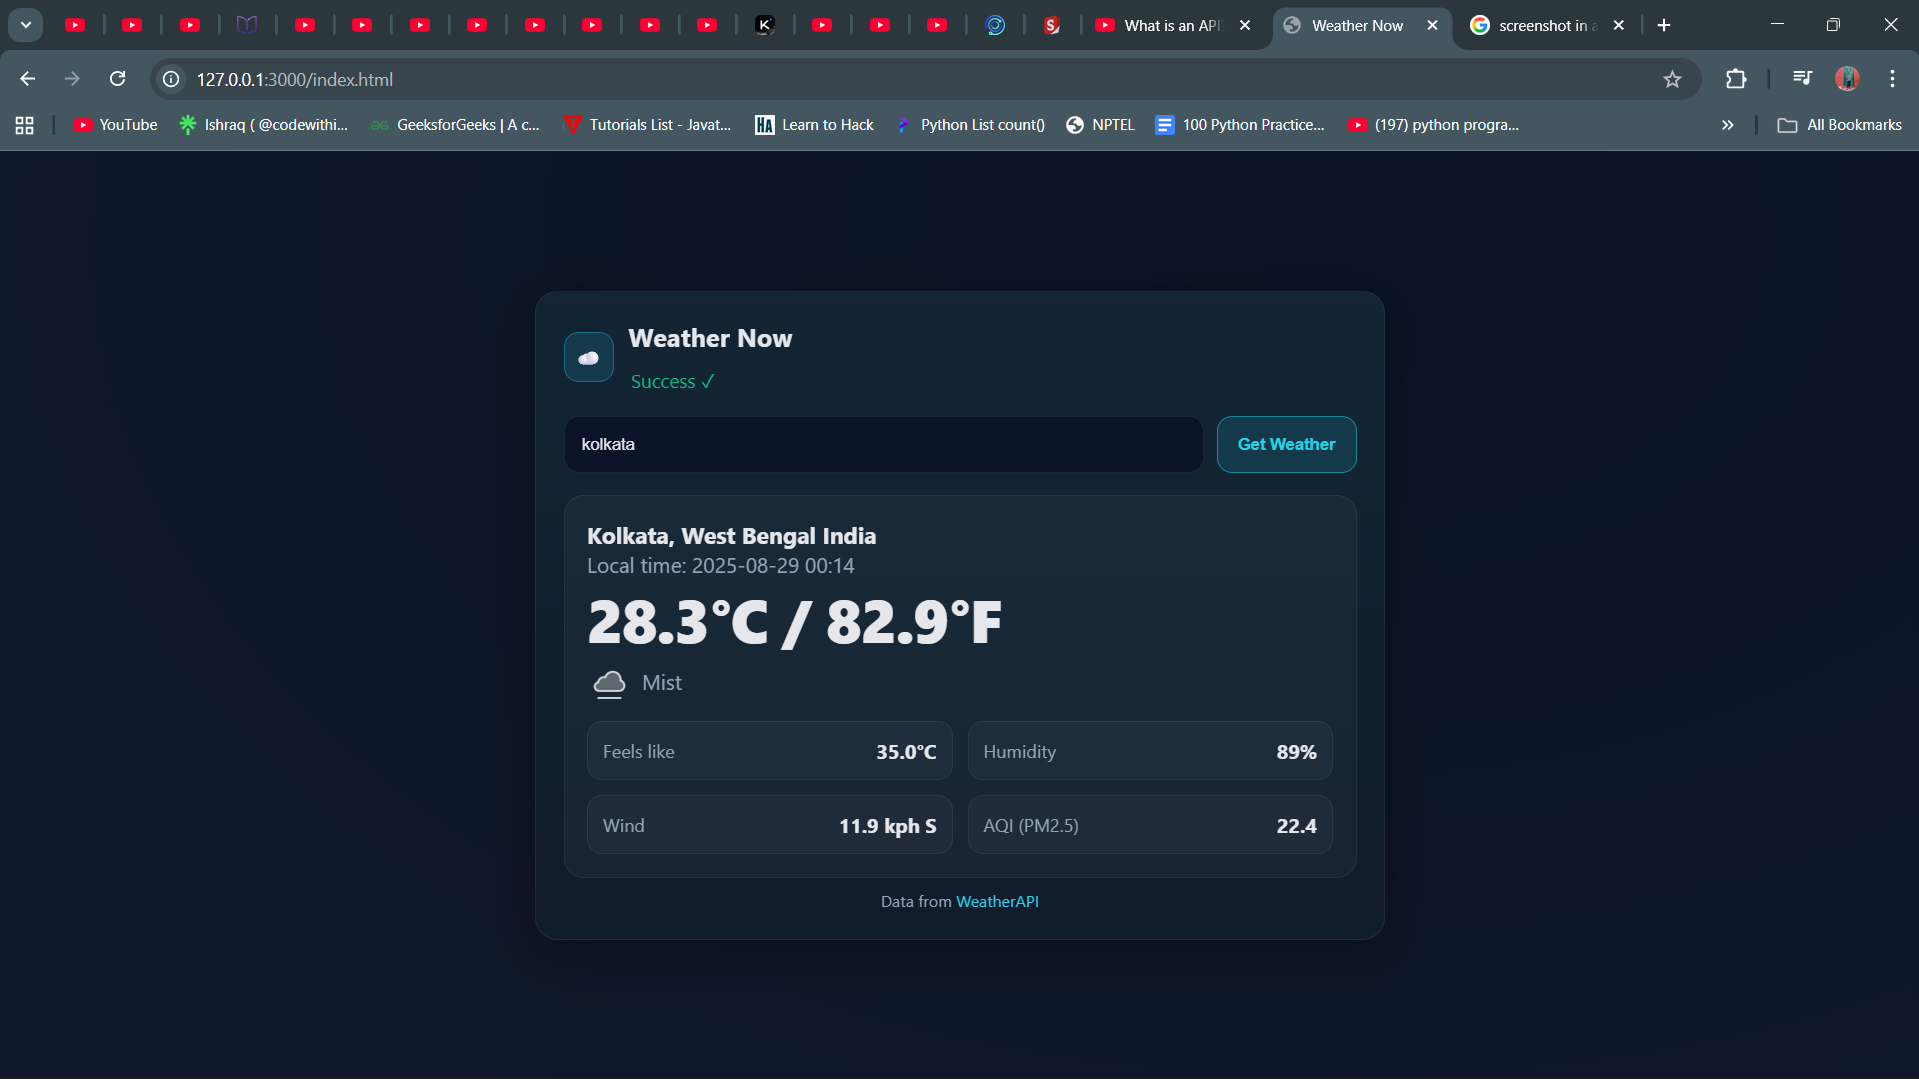 What is an API
Weather Now
screenshot in a
127.0.0.1:3000/index.html
YouTube
Ishraq ( @codewithi...
GeeksforGeeks | A c...
Tutorials List - Javat...
HA
Learn to Hack
Python List count()
NPTEL
100 Python Practice...
(197) python progra...
All Bookmarks
Weather Now
Success ✓
kolkata
Get Weather
Kolkata, West Bengal India
Local time: 2025-08-29 00:14
28.3°C / 82.9°F
Mist
Feels like 35.0°C
Humidity 89%
Wind 11.9 kph S
AQI (PM2.5) 22.4
Data from WeatherAPI